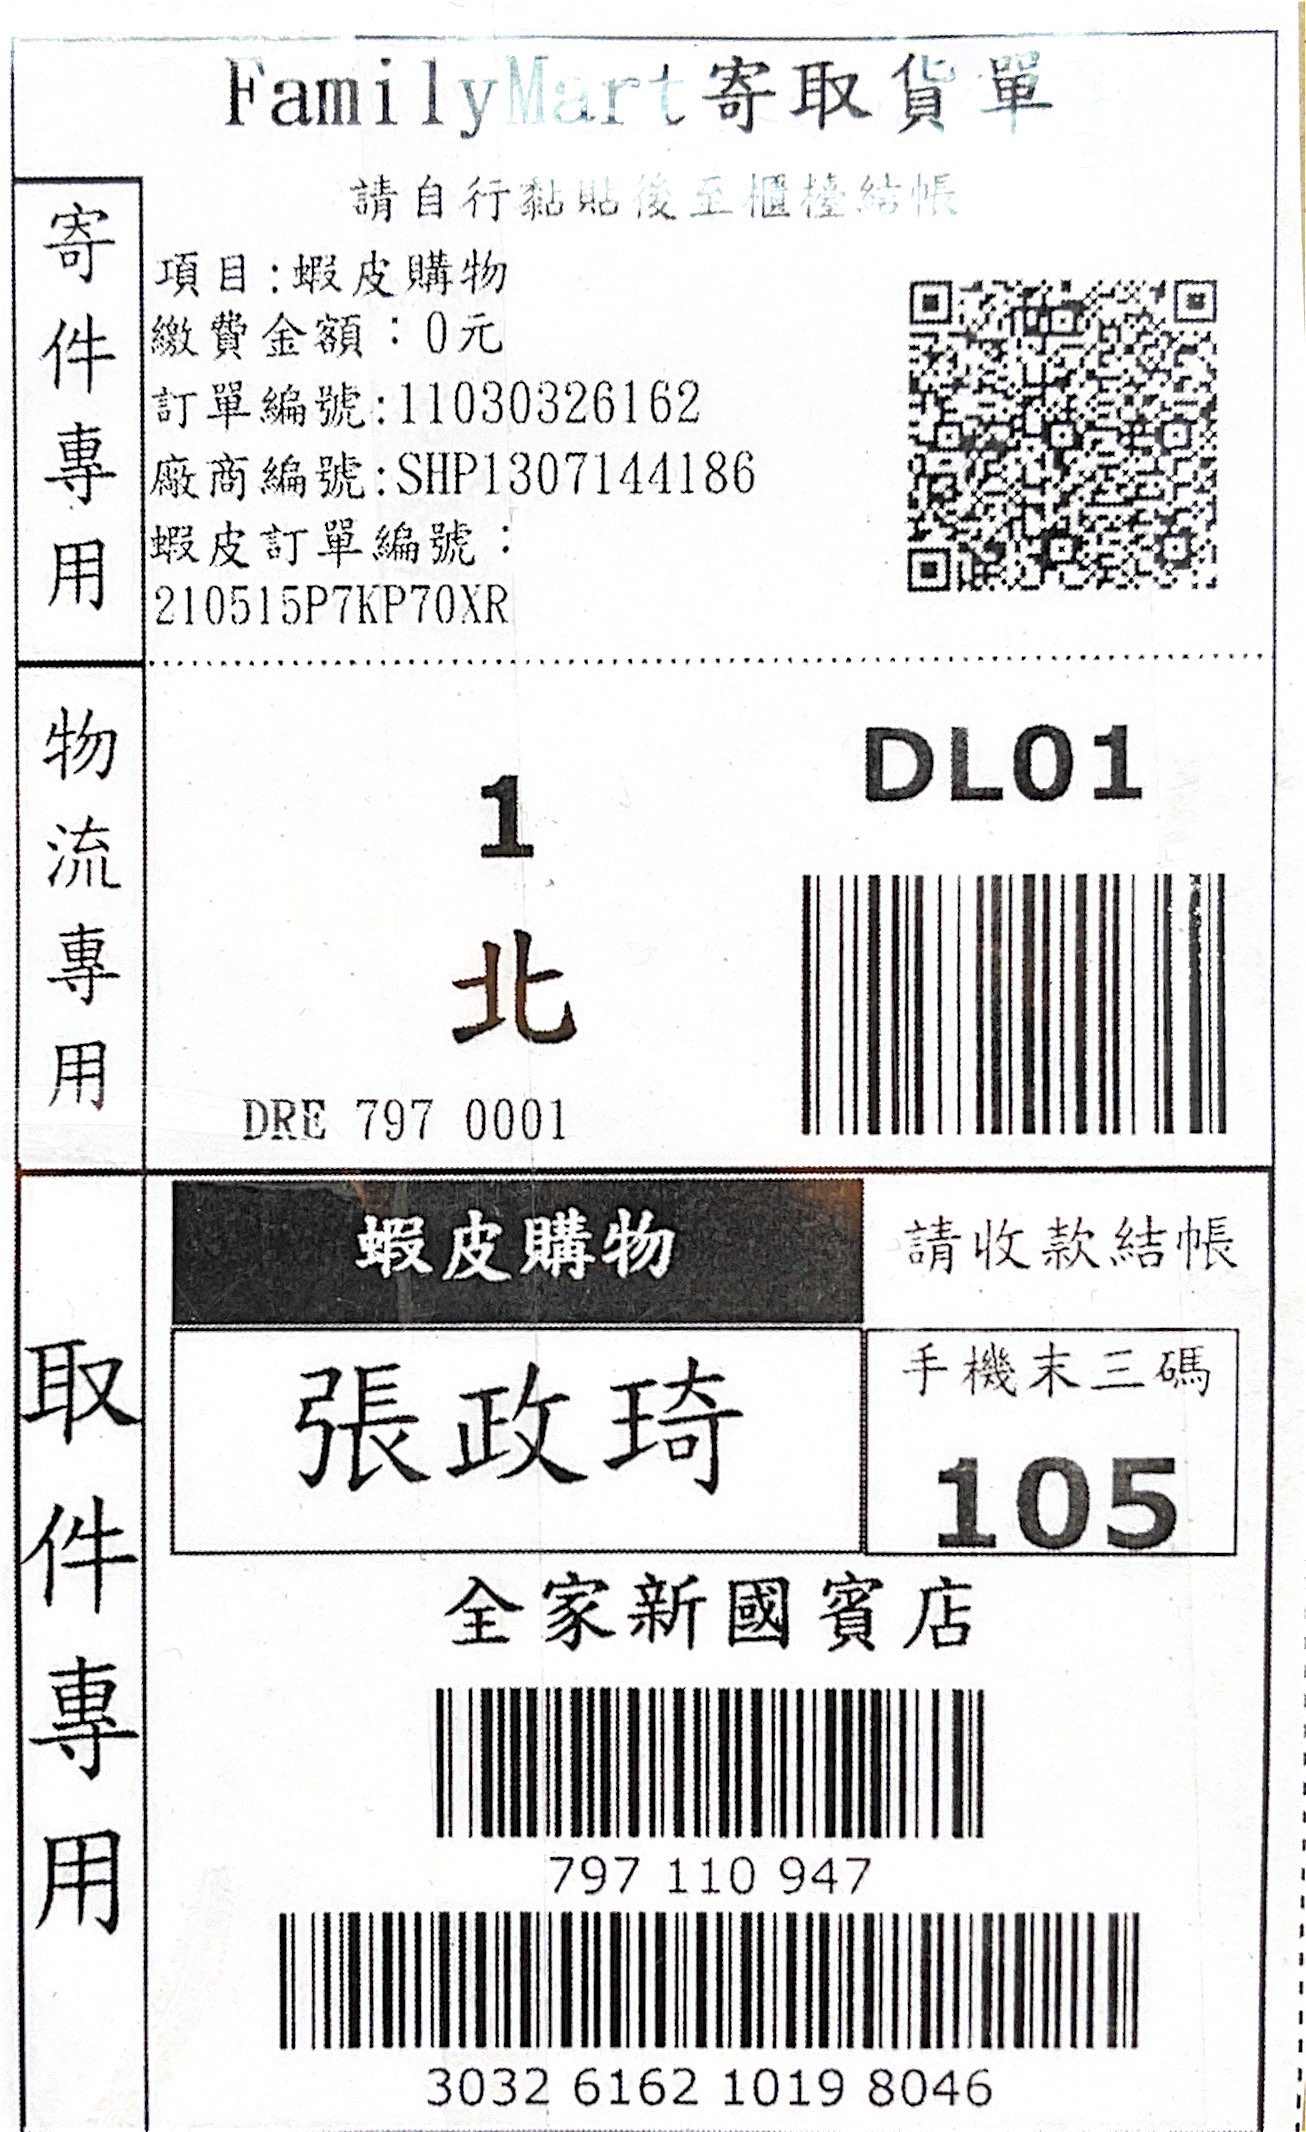 FamilyMart寄取貨單
請自行黏貼後至櫃檯結帳
寄件專用
項目:蝦皮購物
繳費金額：0元
訂單編號:11030326162
廠商編號:SHP1307144186
蝦皮訂單編號：
210515P7KP70XR
物流專用
DL01
1
北
DRE 797 0001
取件專用
蝦皮購物
請收款結帳
張政琦
手機末三碼
105
全家新國賓店
797 110 947
3032 6162 1019 8046